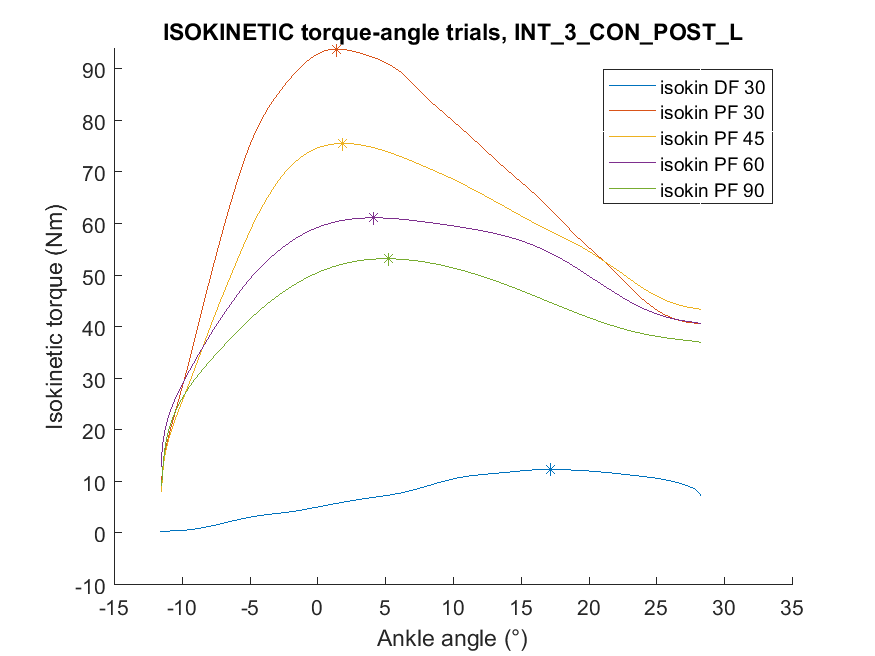 ISOKINETIC torque-angle trials, INT_3_CON_POST_L
90
80
70
60
50
40
30
20
10
0
-10
Isokinetic torque (Nm)
isokin DF 30
isokin PF 30
isokin PF 45
isokin PF 60
isokin PF 90
-15 -10 -5 0 5 10 15 20 25 30 35
Ankle angle (°)